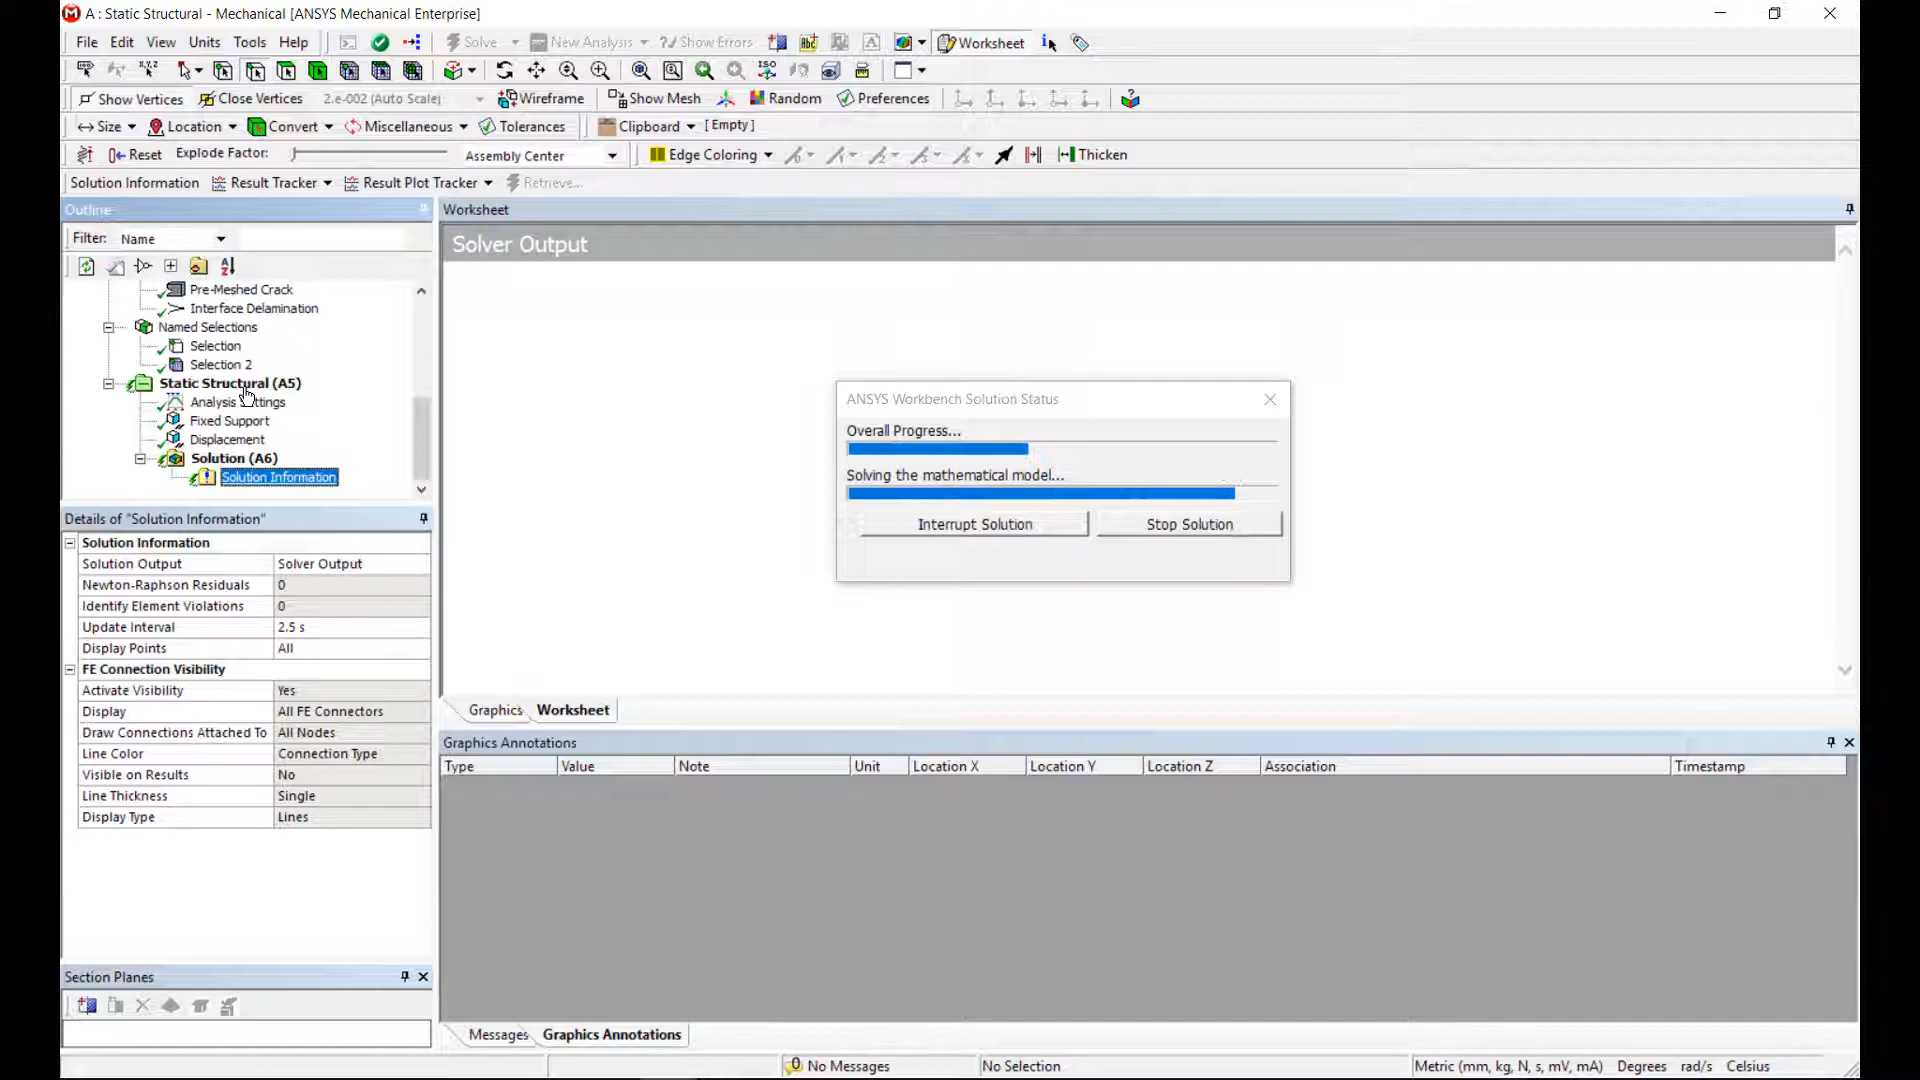 A : Static Structural - Mechanical [ANSYS Mechanical Enterprise]
File Edit View Units Tools Help Solve New Analysis Show Errors Worksheet
Show Vertices Close Vertices 2.e-002 (Auto Scale) Wireframe Show Mesh Random Preferences
Size Location Convert Miscellaneous Tolerances Clipboard [ Empty ]
Reset Explode Factor: Assembly Center Edge Coloring Thicken
Solution Information Result Tracker Result Plot Tracker Retrieve...
Outline
Filter: Name
Pre-Meshed Crack
Interface Delamination
Named Selections
Selection
Selection 2
Static Structural (A5)
Analysis
Fixed Support
Displacement
Solution (A6)
Solution Information
Details of "Solution Information"
Solution Information
Solution Output Solver Output
Newton-Raphson Residuals 0
Identify Element Violations 0
Update Interval 2.5 s
Display Points All
FE Connection Visibility
Activate Visibility Yes
Display All FE Connectors
Draw Connections Attached To All Nodes
Line Color Connection Type
Visible on Results No
Line Thickness Single
Display Type Lines
Section Planes
Worksheet
Solver Output
ANSYS Workbench Solution Status
Overall Progress...
Solving the mathematical model...
Interrupt Solution Stop Solution
Graphics Worksheet
Graphics Annotations
Type Value Note Unit Location X Location Y Location Z Association Timestamp
Messages Graphics Annotations
No Messages No Selection Metric (mm, kg, N, s, mV, mA) Degrees rad/s Celsius